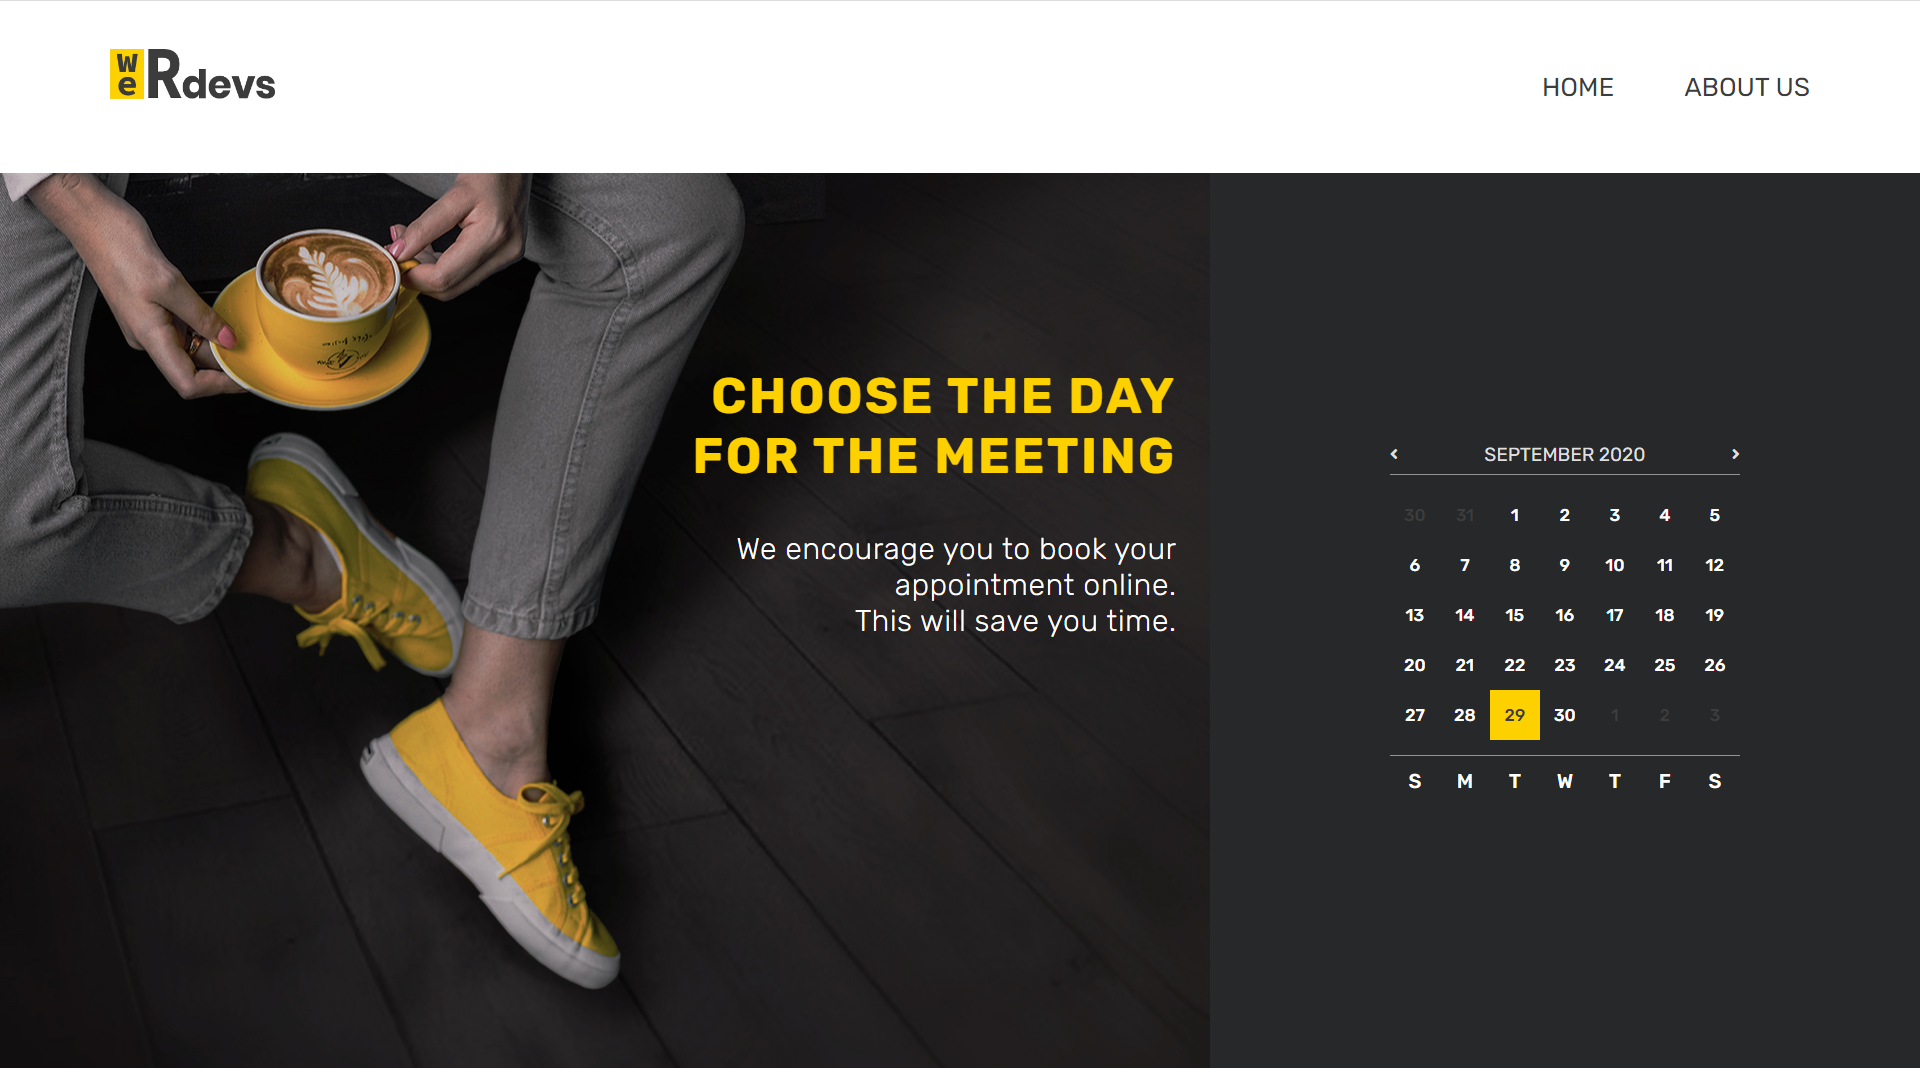 we Rdevs
HOME ABOUT US
CHOOSE THE DAY
FOR THE MEETING
We encourage you to book your
appointment online.
This will save you time.
SEPTEMBER 2020
30 31 1 2 3 4 5
6 7 8 9 10 11 12
13 14 15 16 17 18 19
20 21 22 23 24 25 26
27 28 29 30 1 2 3
S M T W T F S